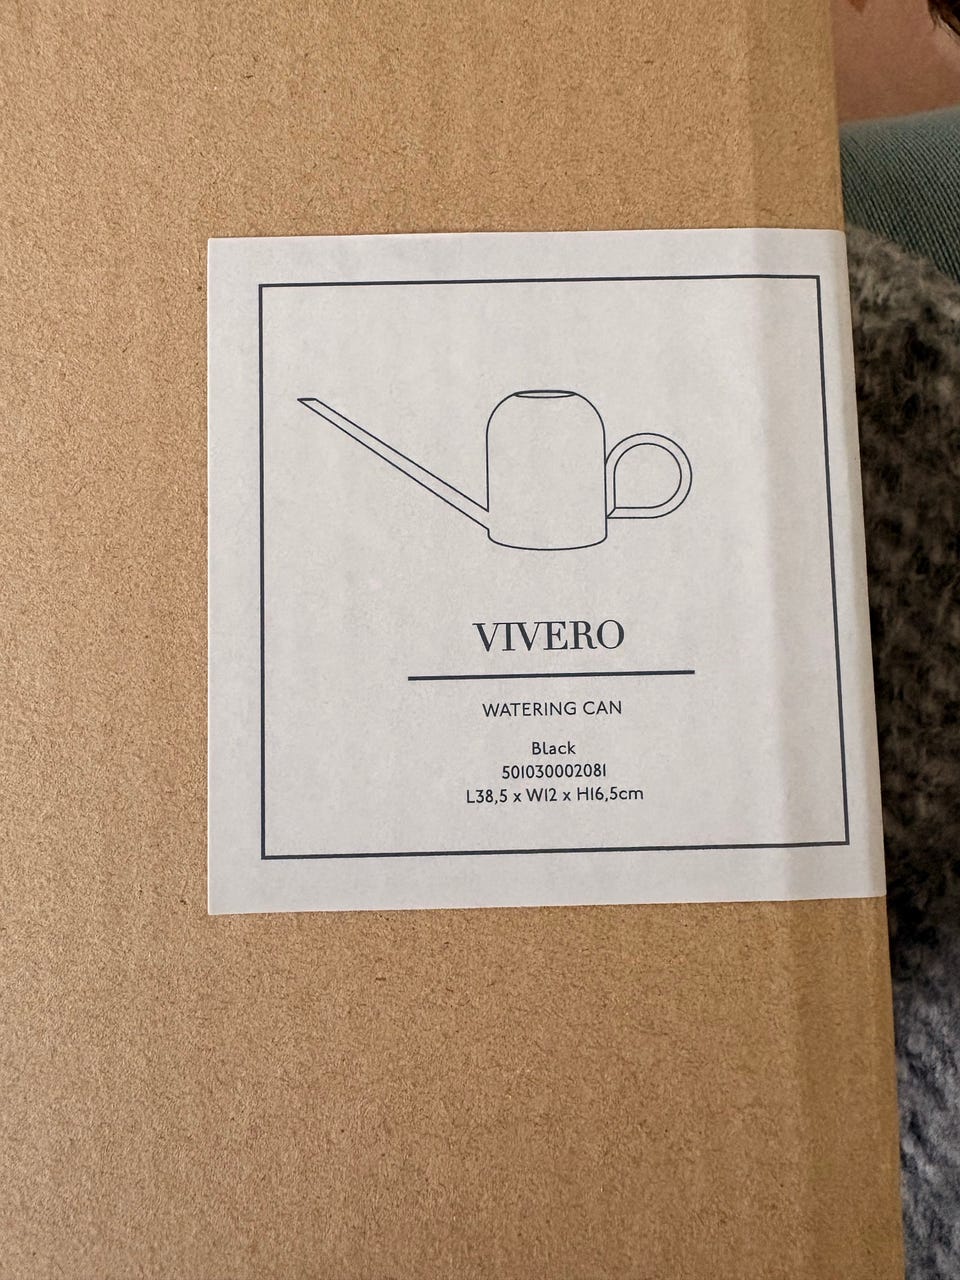 VIVERO
WATERING CAN
Black
501030002081
L38,5 x W12 x H16,5cm